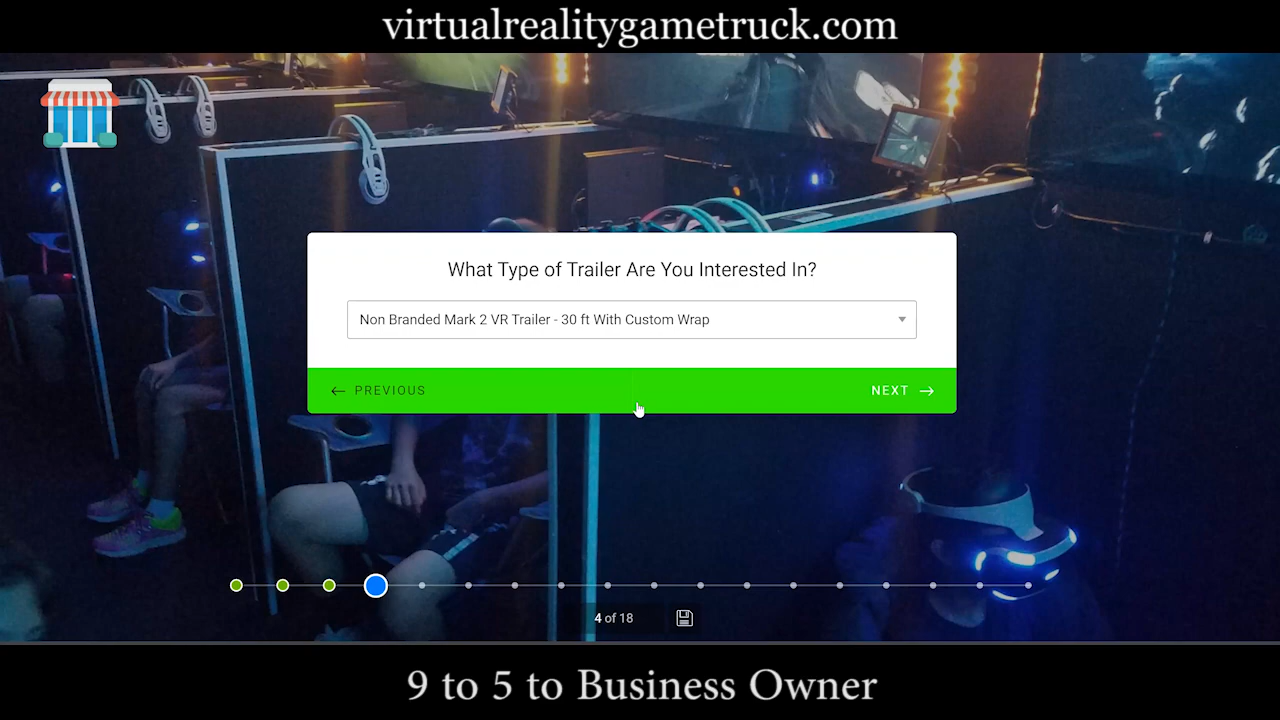 virtualrealitygametruck.com
What Type of Trailer Are You Interested In?
Non Branded Mark 2 VR Trailer - 30 ft With Custom Wrap
PREVIOUS
NEXT
4 of 18
9 to 5 to Business Owner